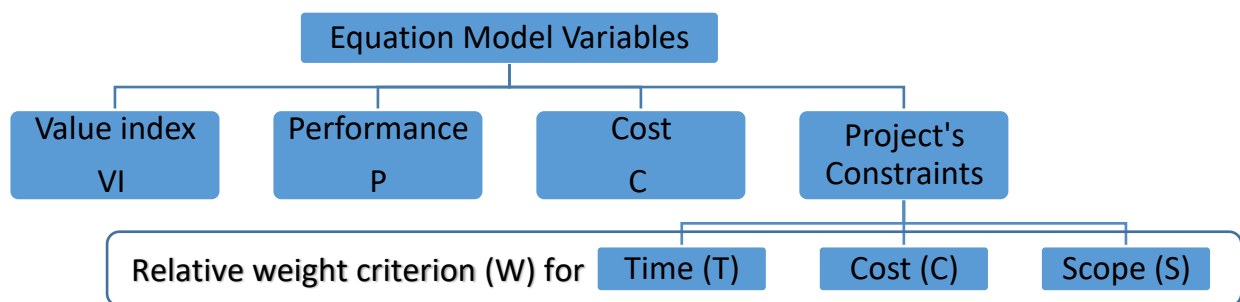 Equation Model Variables
Value index
VI
Performance
P
Cost
C
Project's
Constraints
Relative weight criterion (W) for
Time (T)
Cost (C)
Scope (S)